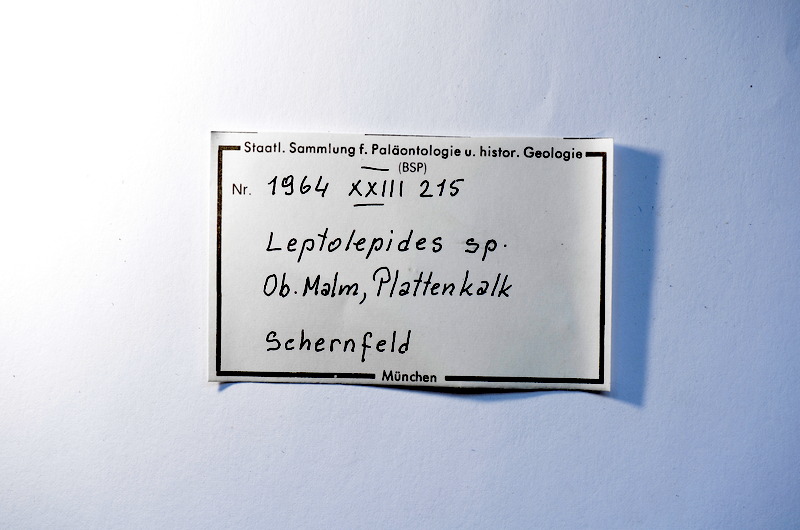 Staatl. Sammlung f. Paläontologie u. histor. Geologie
(BSP)
Nr. 1964 XXIII 215
Leptolepides sp.
Ob. Malm, Plattenkalk
Schernfeld
München